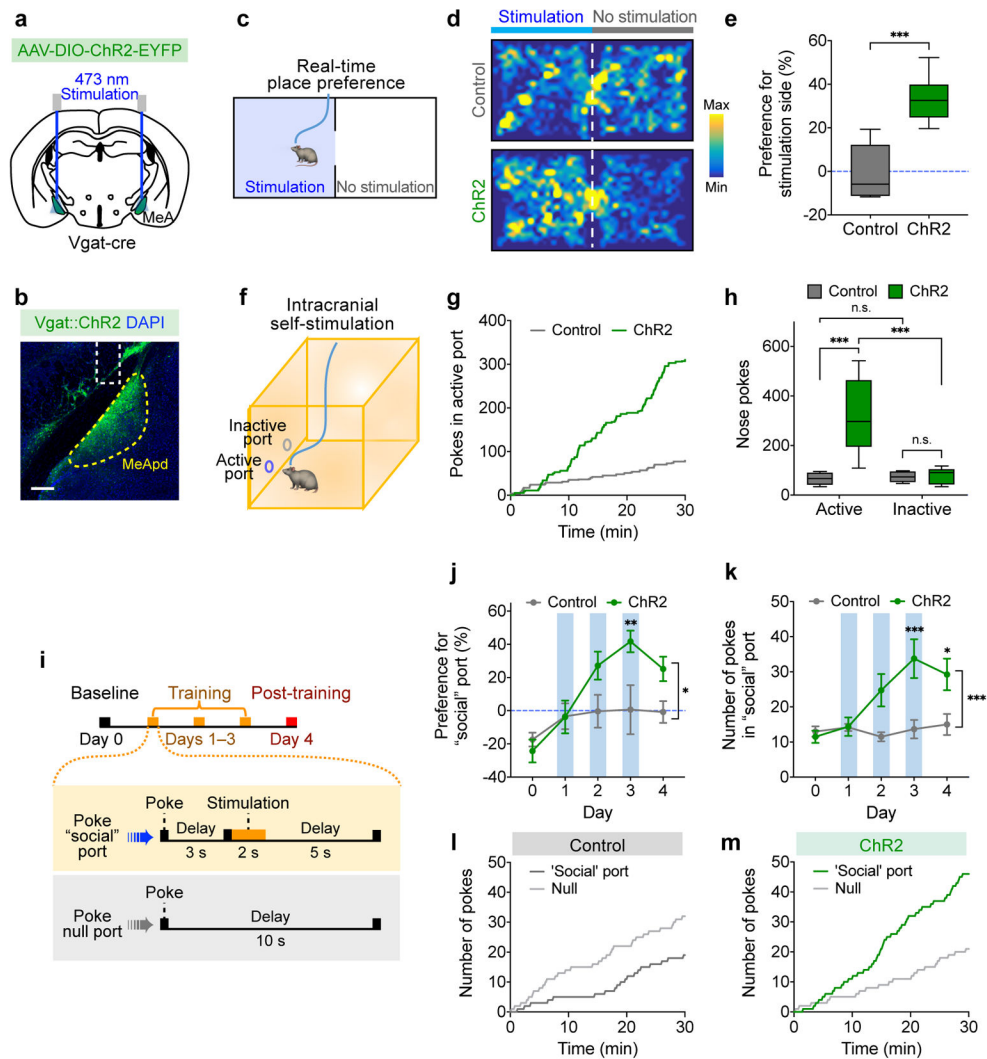 a
AAV-DIO-ChR2-EYFP
473 nm
Stimulation
MeA
Vgat-cre
b
Vgat::ChR2 DAPI
MeApd
c
Real-time
place preference
Stimulation
No stimulation
d
Stimulation
No stimulation
Control
ChR2
Max
Min
e
Preference for
stimulation side (%)
60
40
20
0
-20
***
Control
ChR2
f
Intracranial
self-stimulation
Inactive
port
Active
port
g
Control
ChR2
Pokes in active port
400
300
200
100
0
0
10
20
30
Time (min)
h
Control
ChR2
n.s.
***
***
n.s.
Nose pokes
600
400
200
0
Active
Inactive
i
Baseline
Training
Post-training
Day 0
Days 1–3
Day 4
Poke
Stimulation
Poke
“social”
port
Delay
Delay
3 s
2 s
5 s
Poke
Poke
null port
Delay
10 s
j
Control
ChR2
Preference for
“social” port (%)
60
40
20
0
-20
-40
**
*
0
1
2
3
4
Day
k
Control
ChR2
Number of pokes
in “social” port
50
40
30
20
10
0
***
*
***
0
1
2
3
4
Day
l
Control
'Social' port
Null
Number of pokes
50
40
30
20
10
0
0
10
20
30
Time (min)
m
ChR2
'Social' port
Null
Number of pokes
50
40
30
20
10
0
0
10
20
30
Time (min)